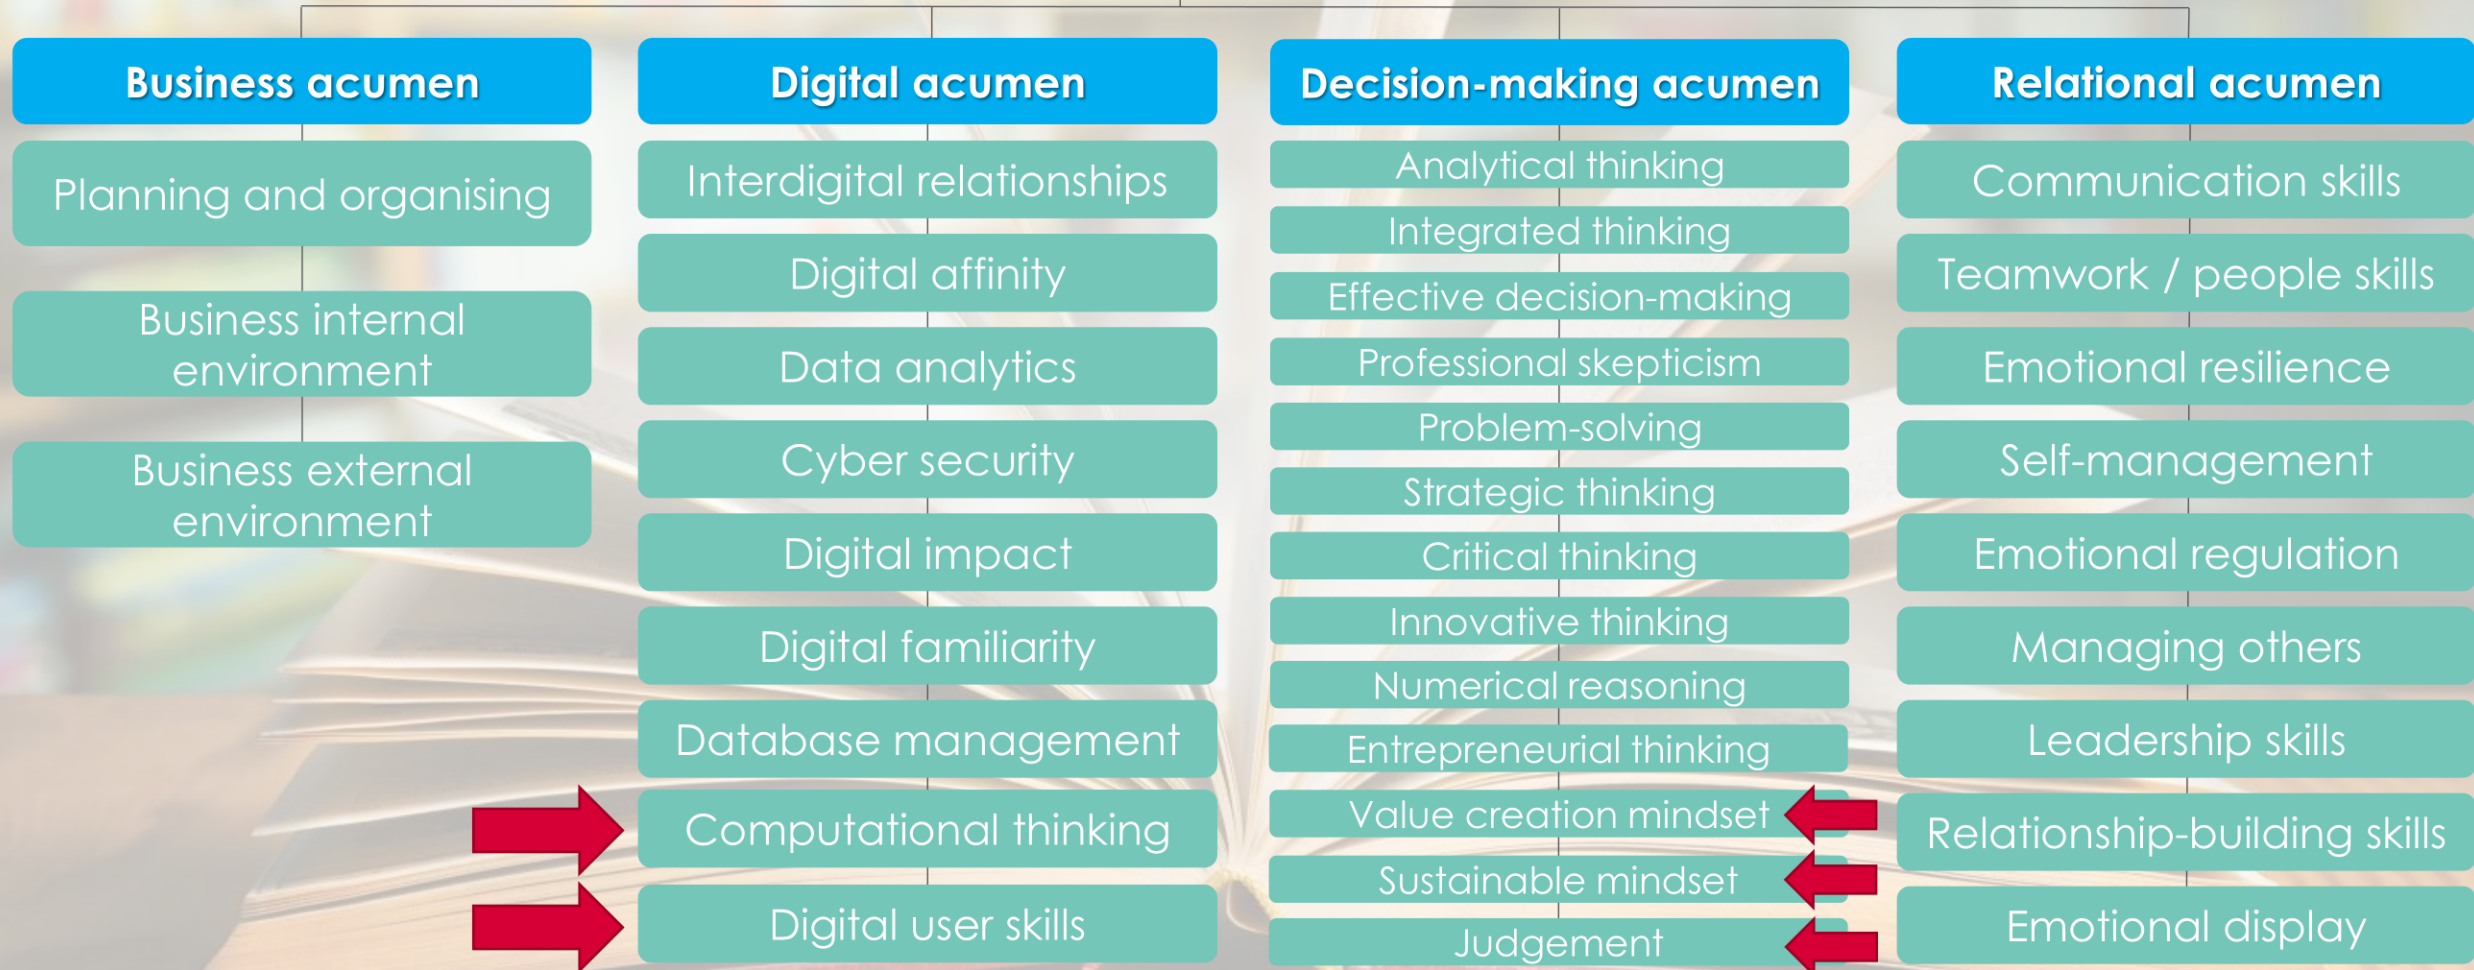 Business acumen
Planning and organising
Business internal
environment
Business external
environment
Digital acumen
Interdigital relationships
Digital affinity
Data analytics
Cyber security
Digital impact
Digital familiarity
Database management
Computational thinking
Digital user skills
Decision-making acumen
Analytical thinking
Integrated thinking
Effective decision-making
Professional skepticism
Problem-solving
Strategic thinking
Critical thinking
Innovative thinking
Numerical reasoning
Entrepreneurial thinking
Value creation mindset
Sustainable mindset
Judgement
Relational acumen
Communication skills
Teamwork / people skills
Emotional resilience
Self-management
Emotional regulation
Managing others
Leadership skills
Relationship-building skills
Emotional display